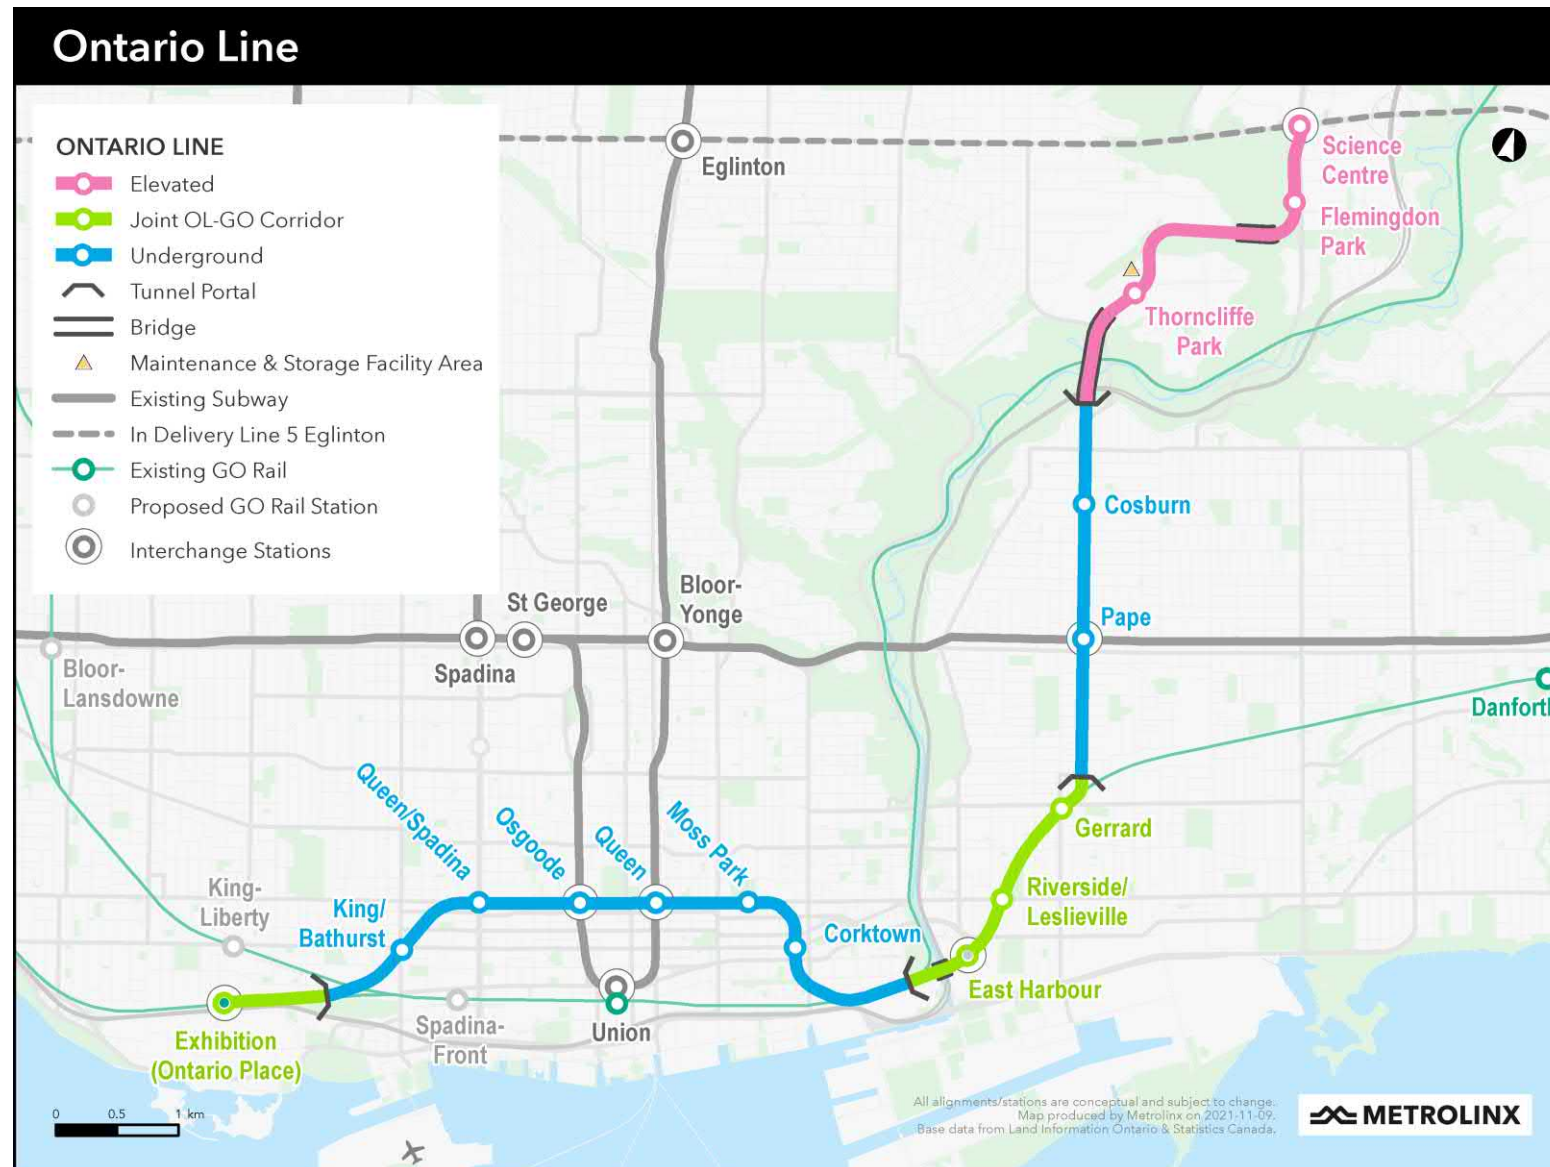 Ontario Line
ONTARIO LINE
Elevated
Joint OL-GO Corridor
Underground
Tunnel Portal
Bridge
Maintenance & Storage Facility Area
Existing Subway
In Delivery Line 5 Eglinton
Existing GO Rail
Proposed GO Rail Station
Interchange Stations
Eglinton
Science
Centre
Flemingdon
Park
Thorncliffe
Park
Cosburn
Bloor-
Yonge
St George
Pape
Spadina
Bloor-
Lansdowne
Danforth
Queen/Spadina
Osgoode
Queen
Moss Park
Gerrard
King-
Liberty
King/
Bathurst
Riverside/
Leslieville
Corktown
East Harbour
Spadina-
Front
Union
Exhibition
(Ontario Place)
0 0.5 1 km
All alignments/stations are conceptual and subject to change.
Map produced by Metrolinx on 2021-11-09.
Base data from Land Information Ontario & Statistics Canada.
METROLINX